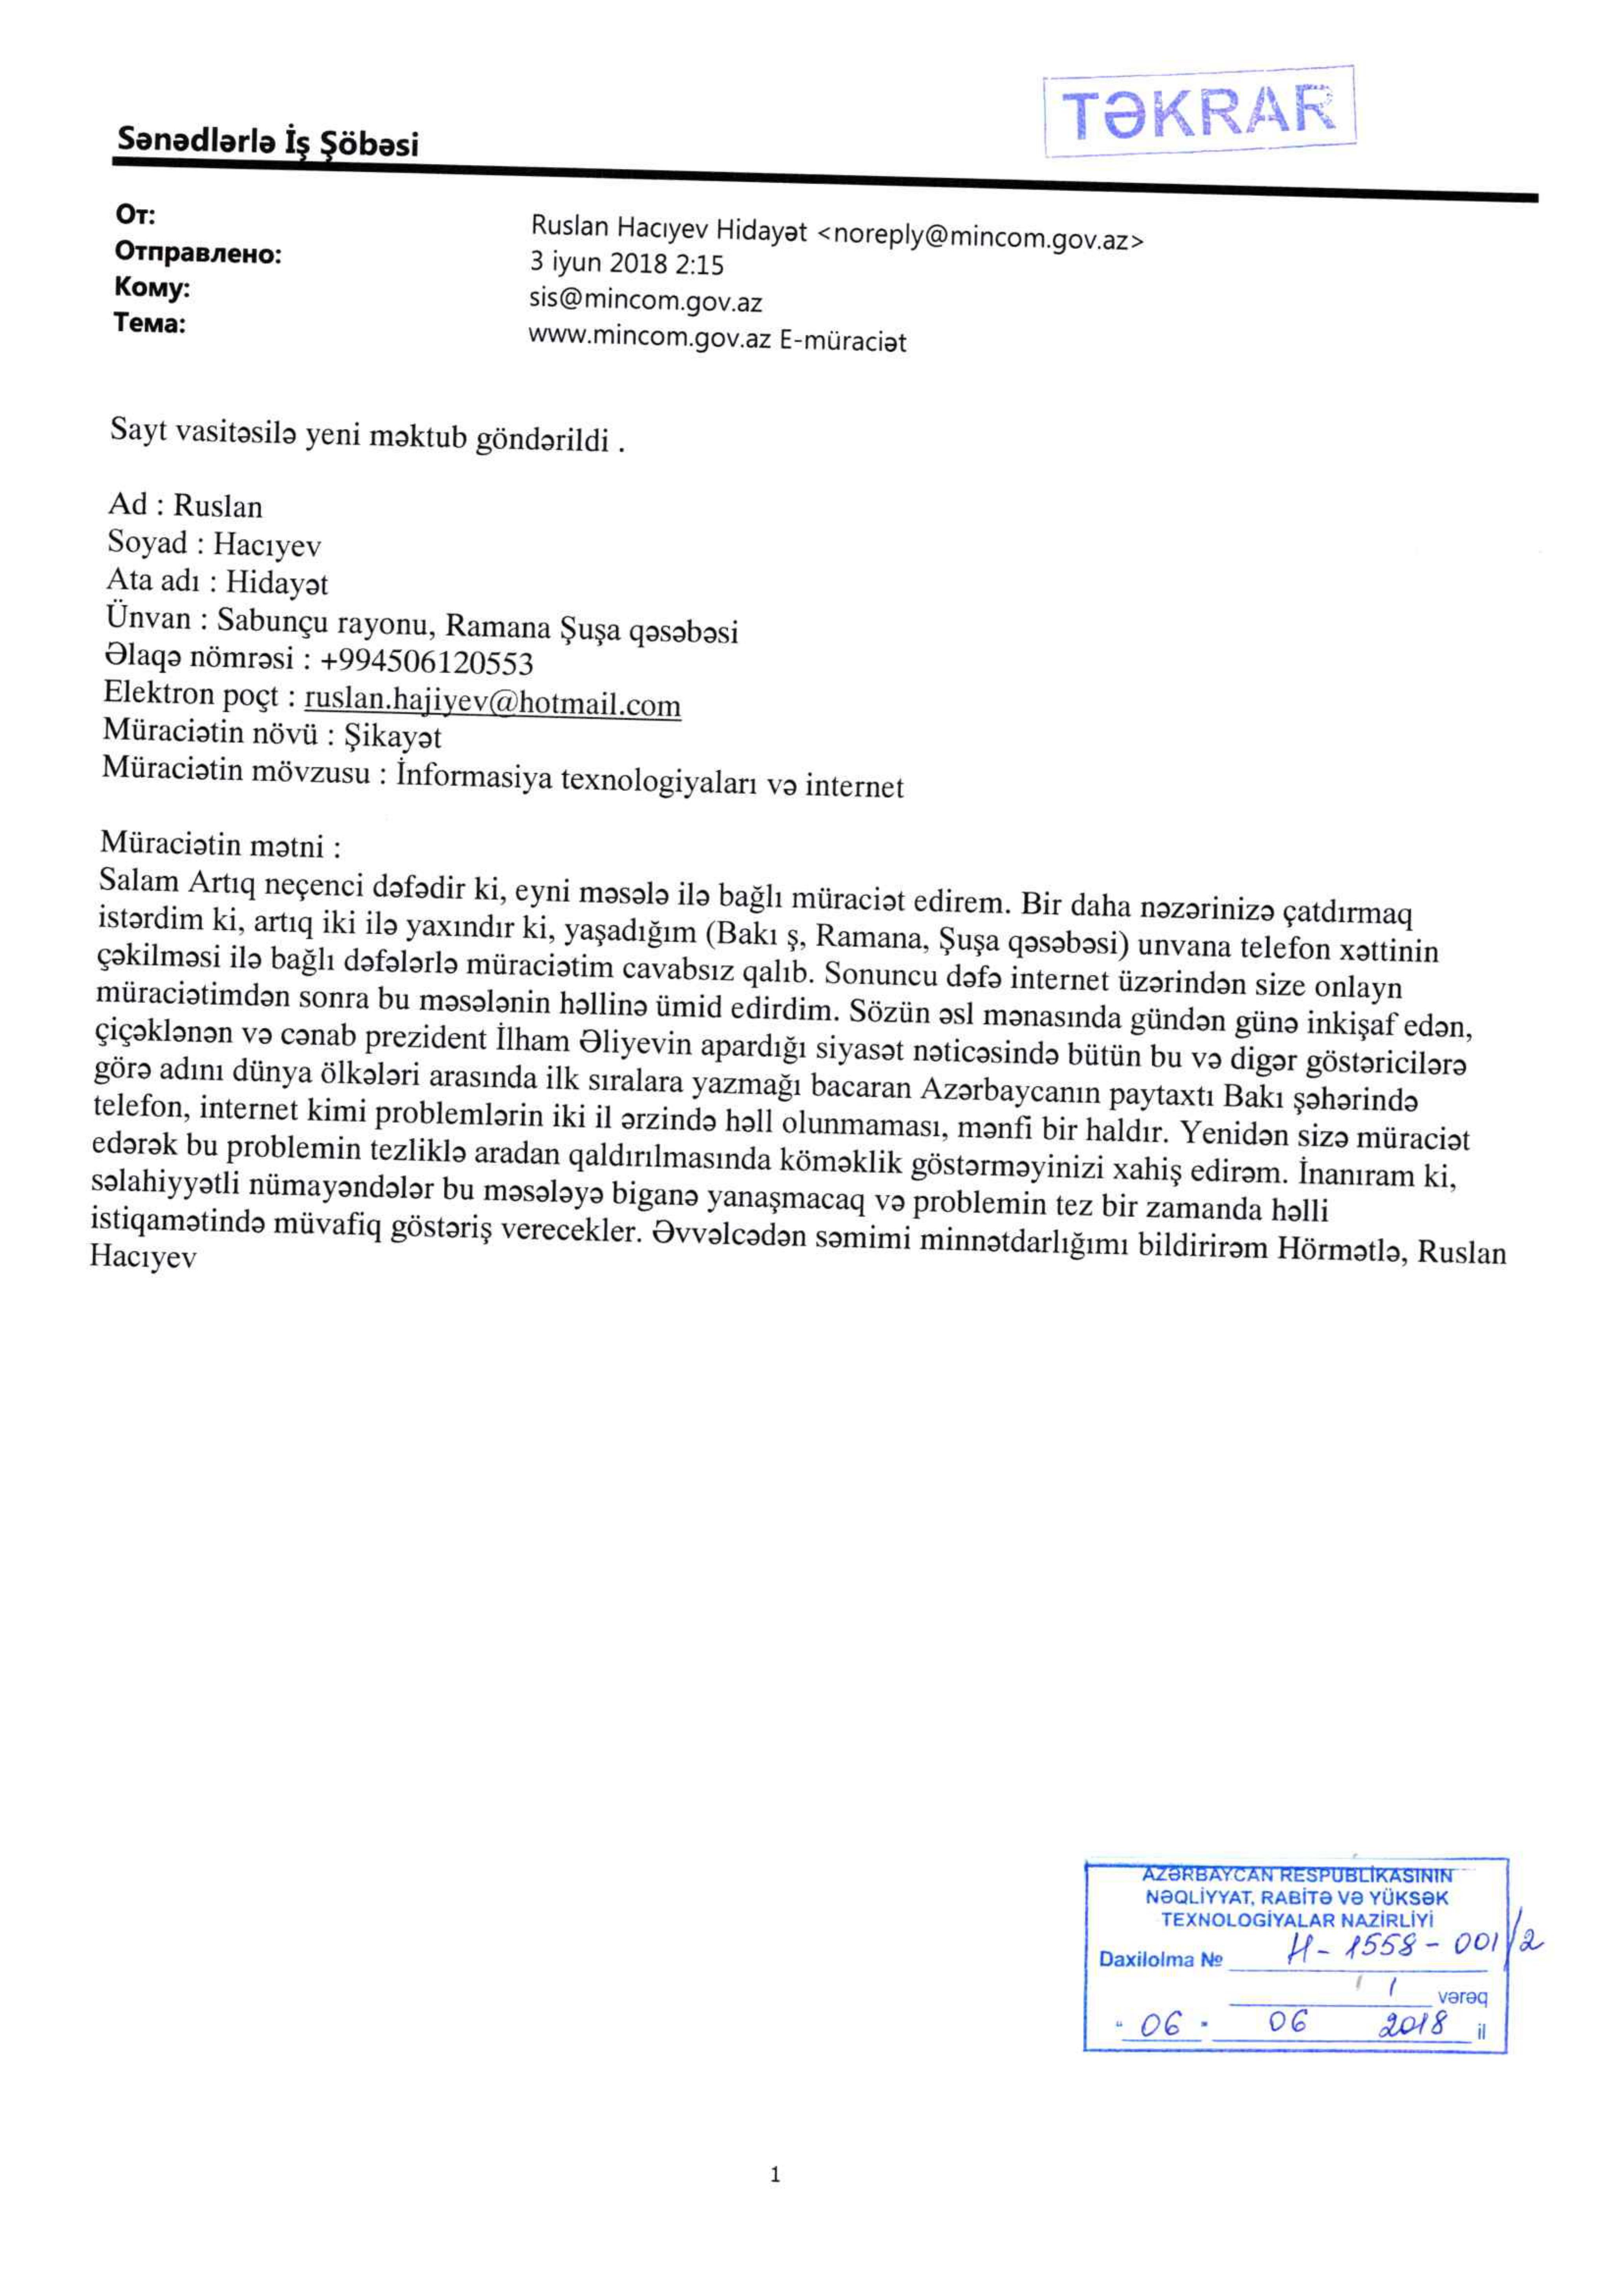 TƏKRAR
Sənədlərlə İş Şöbəsi
От: Ruslan Hacıyev Hidayət <noreply@mincom.gov.az>
Отправлено: 3 iyun 2018 2:15
Кому: sis@mincom.gov.az
Тема: www.mincom.gov.az E-müraciət
Sayt vasitəsilə yeni məktub göndərildi .
Ad : Ruslan
Soyad : Hacıyev
Ata adı : Hidayət
Ünvan : Sabunçu rayonu, Ramana Şuşa qəsəbəsi
Əlaqə nömrəsi : +994506120553
Elektron poçt : ruslan.hajiyev@hotmail.com
Müraciətin növü : Şikayət
Müraciətin mövzusu : İnformasiya texnologiyaları və internet
Müraciətin mətni :
Salam Artıq neçenci dəfədir ki, eyni məsələ ilə bağlı müraciət edirem. Bir daha nəzərinizə çatdırmaq
istərdim ki, artıq iki ilə yaxındır ki, yaşadığım (Bakı ş, Ramana, Şuşa qəsəbəsi) unvana telefon xəttinin
çəkilməsi ilə bağlı dəfələrlə müraciətim cavabsız qalıb. Sonuncu dəfə internet üzərindən size onlayn
müraciətimdən sonra bu məsələnin həllinə ümid edirdim. Sözün əsl mənasında gündən günə inkişaf edən,
çiçəklənən və cənab prezident İlham Əliyevin apardığı siyasət nəticəsində bütün bu və digər göstəricilərə
görə adını dünya ölkələri arasında ilk sıralara yazmağı bacaran Azərbaycanın paytaxtı Bakı şəhərində
telefon, internet kimi problemlərin iki il ərzində həll olunmaması, mənfi bir haldır. Yenidən sizə müraciət
edərək bu problemin tezliklə aradan qaldırılmasında köməklik göstərməyinizi xahiş edirəm. İnanıram ki,
səlahiyyətli nümayəndələr bu məsələyə biganə yanaşmacaq və problemin tez bir zamanda həlli
istiqamətində müvafiq göstəriş verecekler. Əvvəlcədən səmimi minnətdarlığımı bildirirəm Hörmətlə, Ruslan
Hacıyev
AZƏRBAYCAN RESPUBLİKASININ
NƏQLİYYAT, RABİTƏ VƏ YÜKSƏK
TEXNOLOGİYALAR NAZİRLİYİ
Daxilolma № H-1558-001/2
1 vərəq
" 06 " 06 2018 il
1